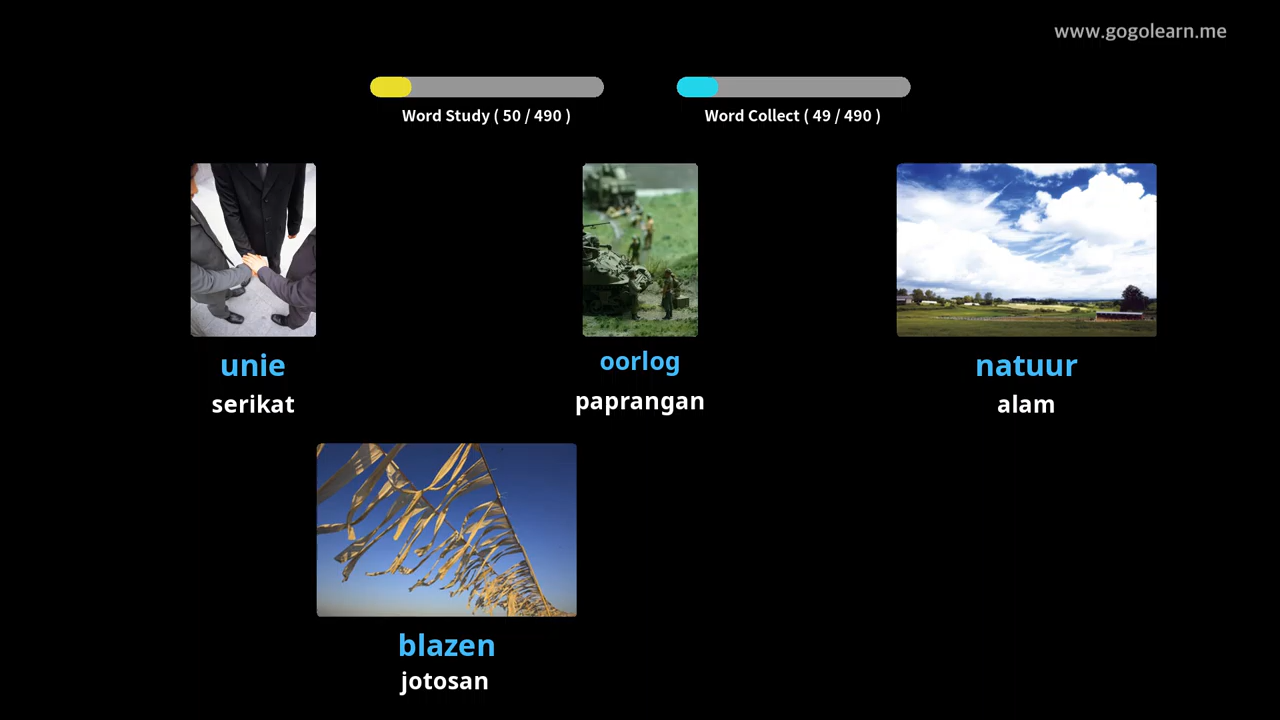 www.gogolearn.me
Word Study ( 50 / 490 )
Word Collect ( 49 / 490 )
unie
serikat
oorlog
paprangan
natuur
alam
blazen
jotosan